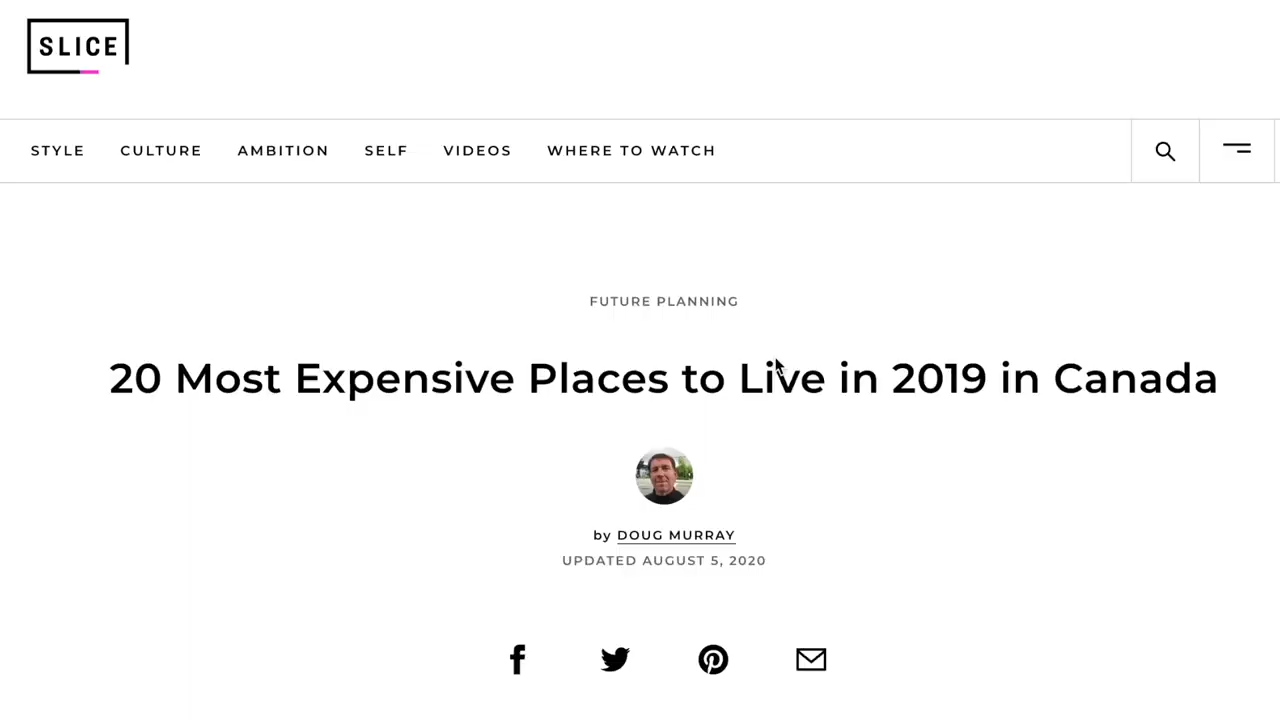 SLICE
STYLE CULTURE AMBITION SELF VIDEOS WHERE TO WATCH
FUTURE PLANNING
20 Most Expensive Places to Live in 2019 in Canada
by DOUG MURRAY
UPDATED AUGUST 5, 2020